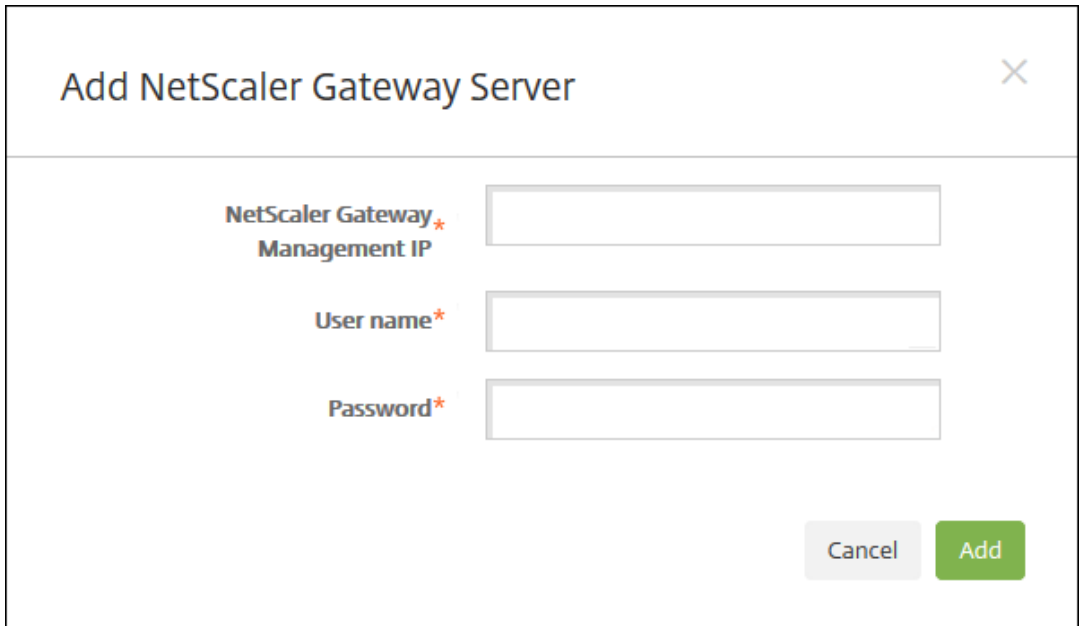 Add NetScaler Gateway Server
NetScaler Gateway*
Management IP
User name*
Password*
Cancel
Add